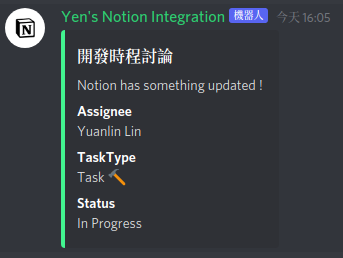 Yen's Notion Integration 機器人 今天 16:05
開發時程討論
Notion has something updated !
Assignee
Yuanlin Lin
TaskType
Task 🔨
Status
In Progress